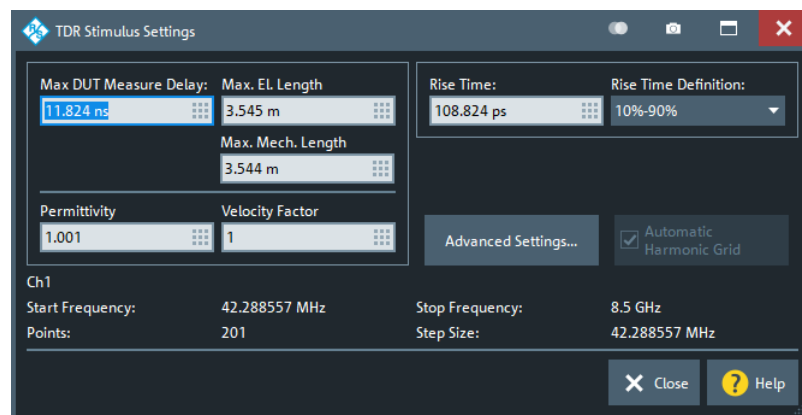 R&S TDR Stimulus Settings
Max DUT Measure Delay: Max. El. Length Rise Time: Rise Time Definition:
11.824 ns 3.545 m 108.824 ps 10%-90%
Max. Mech. Length
3.544 m
Permittivity Velocity Factor
1.001 1 Advanced Settings... Automatic
Harmonic Grid
Ch1
Start Frequency: 42.288557 MHz Stop Frequency: 8.5 GHz
Points: 201 Step Size: 42.288557 MHz
Close ? Help